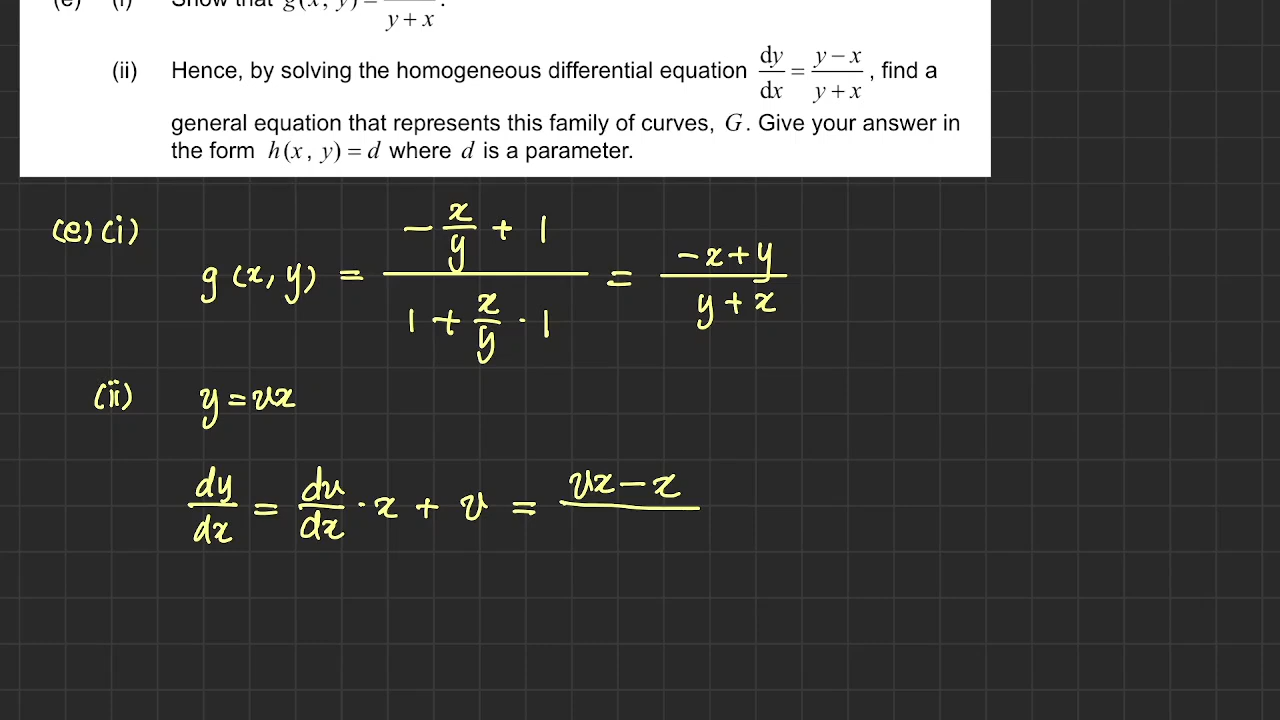 (e) (i) Show that g(x, y) = / y + x .
(ii) Hence, by solving the homogeneous differential equation dy/dx = (y − x)/(y + x) , find a
general equation that represents this family of curves, G. Give your answer in
the form h(x, y) = d where d is a parameter.
(e) (i)
g(x, y) = (−x/y + 1)/(1 + x/y · 1) = (−x + y)/(y + x)
(ii) y = vx
dy/dx = dv/dx · x + v = vx − x